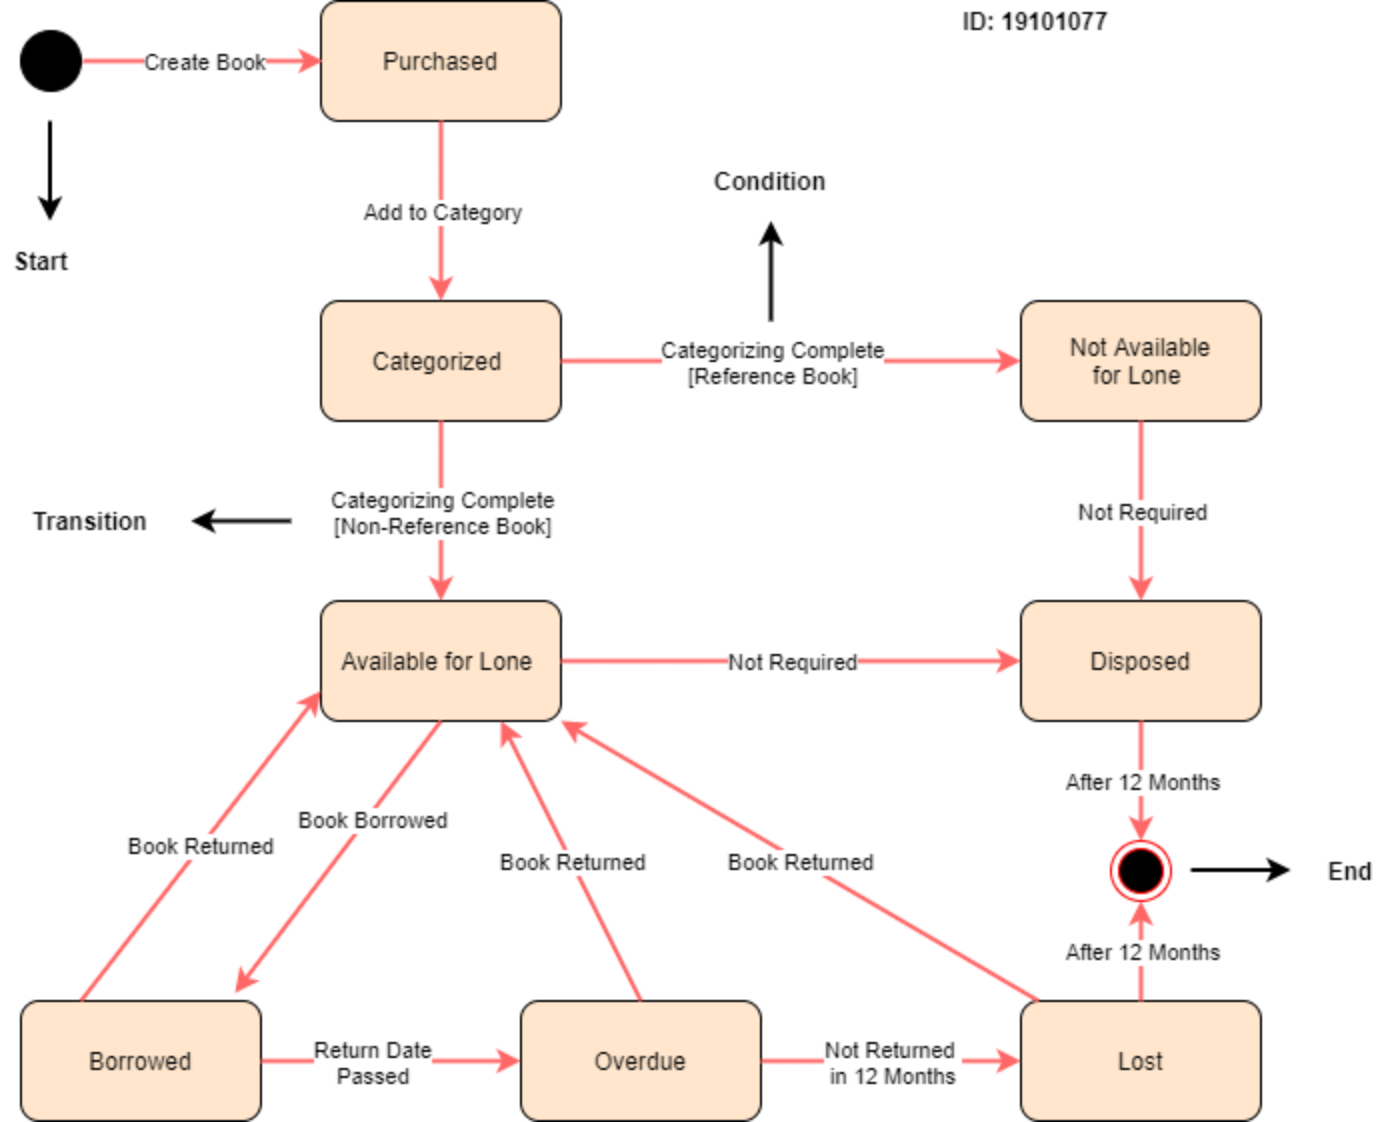 ID: 19101077
Create Book
Purchased
Start
Add to Category
Condition
Categorized
Categorizing Complete
[Reference Book]
Not Available
for Lone
Transition
Categorizing Complete
[Non-Reference Book]
Not Required
Available for Lone
Not Required
Disposed
After 12 Months
Book Returned
Book Borrowed
Book Returned
Book Returned
End
After 12 Months
Borrowed
Return Date
Passed
Overdue
Not Returned
in 12 Months
Lost